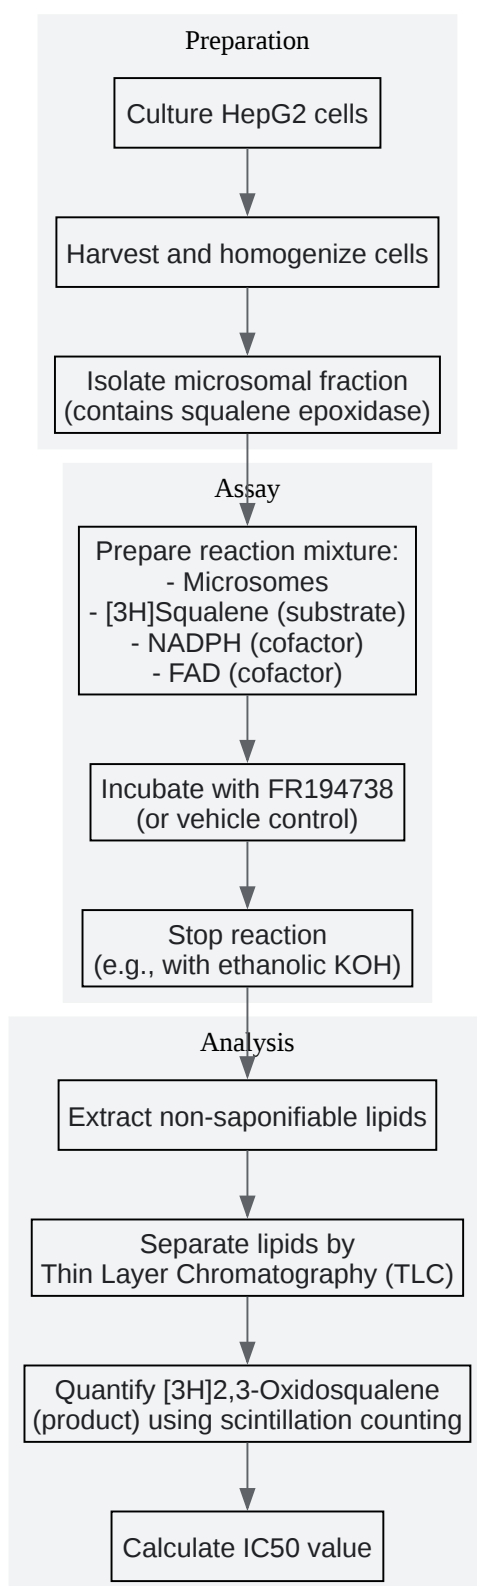 Preparation
Culture HepG2 cells
Harvest and homogenize cells
Isolate microsomal fraction
(contains squalene epoxidase)
Assay
Prepare reaction mixture:
- Microsomes
- [3H]Squalene (substrate)
- NADPH (cofactor)
- FAD (cofactor)
Incubate with FR194738
(or vehicle control)
Stop reaction
(e.g., with ethanolic KOH)
Analysis
Extract non-saponifiable lipids
Separate lipids by
Thin Layer Chromatography (TLC)
Quantify [3H]2,3-Oxidosqualene
(product) using scintillation counting
Calculate IC50 value